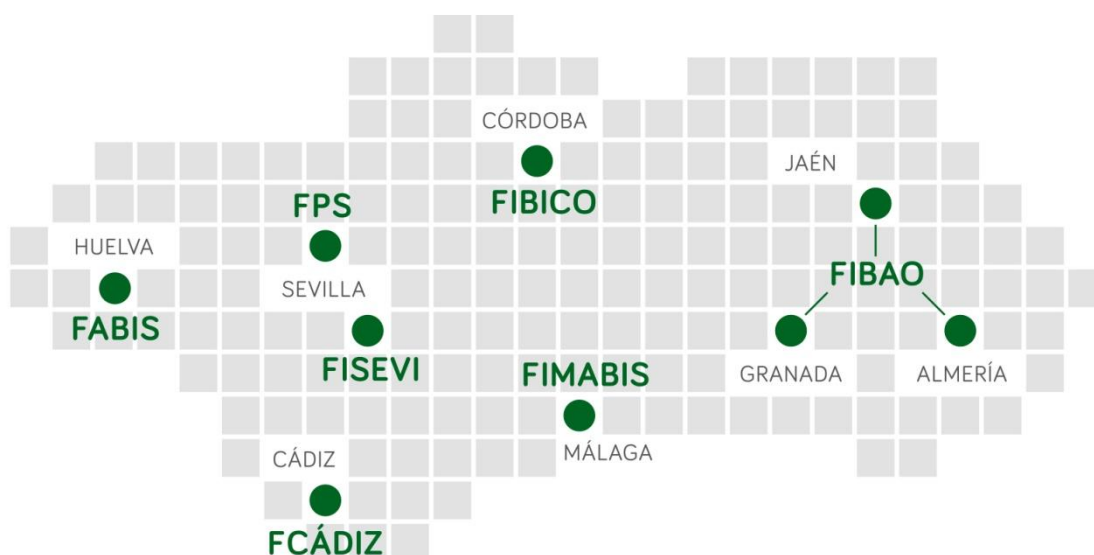 CÓRDOBA
JAÉN
FPS
FIBICO
HUELVA
FIBAO
SEVILLA
FABIS
FISEVI
FIMABIS
GRANADA
ALMERÍA
CÁDIZ
MÁLAGA
FCÁDIZ